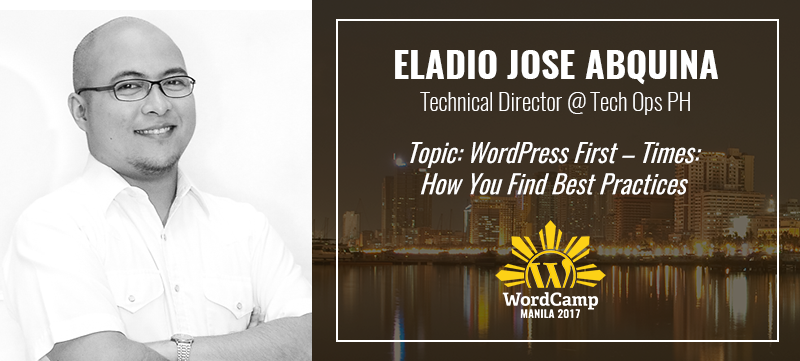 ELADIO JOSE ABQUINA
Technical Director @ Tech Ops PH
Topic: WordPress First – Times:
How You Find Best Practices
W
WordCamp
MANILA 2017